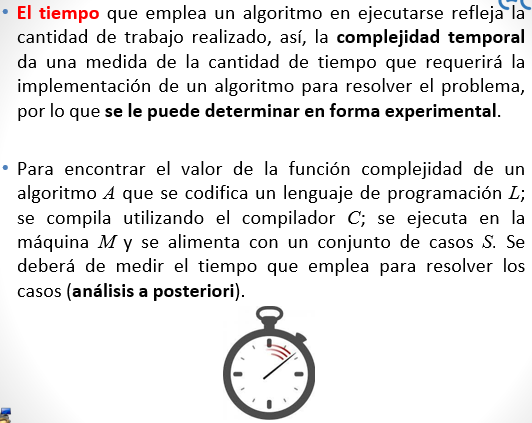 • El tiempo que emplea un algoritmo en ejecutarse refleja la
cantidad de trabajo realizado, así, la complejidad temporal
da una medida de la cantidad de tiempo que requerirá la
implementación de un algoritmo para resolver el problema,
por lo que se le puede determinar en forma experimental.
• Para encontrar el valor de la función complejidad de un
algoritmo A que se codifica un lenguaje de programación L;
se compila utilizando el compilador C; se ejecuta en la
máquina M y se alimenta con un conjunto de casos S. Se
deberá de medir el tiempo que emplea para resolver los
casos (análisis a posteriori).